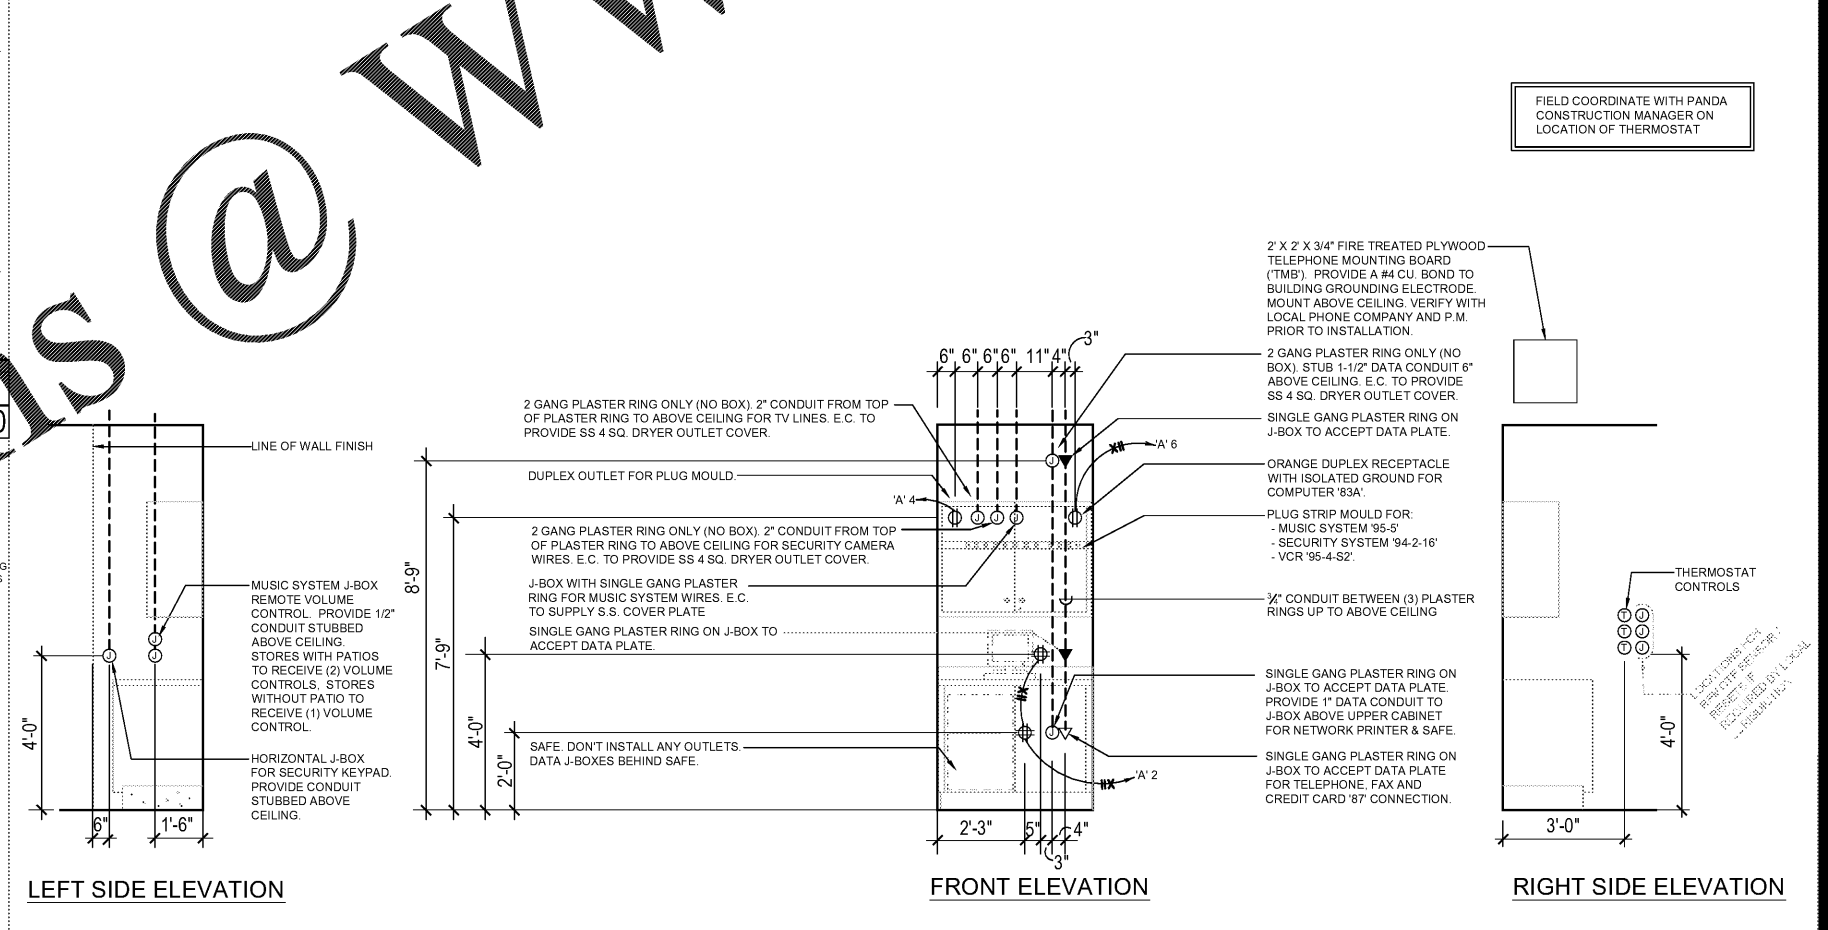 ns @ WW
FIELD COORDINATE WITH PANDA
CONSTRUCTION MANAGER ON
LOCATION OF THERMOSTAT
LINE OF WALL FINISH
MUSIC SYSTEM J-BOX
REMOTE VOLUME
CONTROL. PROVIDE 1/2"
CONDUIT STUBBED
ABOVE CEILING.
STORES WITH PATIOS
TO RECEIVE (2) VOLUME
CONTROLS, STORES
WITHOUT PATIO TO
RECEIVE (1) VOLUME
CONTROL.
HORIZONTAL J-BOX
FOR SECURITY KEYPAD.
PROVIDE CONDUIT
STUBBED ABOVE
CEILING.
J
J
J
4'-0"
6"
1'-6"
LEFT SIDE ELEVATION
2 GANG PLASTER RING ONLY (NO BOX). 2" CONDUIT FROM TOP
OF PLASTER RING TO ABOVE CEILING FOR TV LINES. E.C. TO
PROVIDE SS 4 SQ. DRYER OUTLET COVER.
DUPLEX OUTLET FOR PLUG MOULD.
'A' 4
2 GANG PLASTER RING ONLY (NO BOX). 2" CONDUIT FROM TOP
OF PLASTER RING TO ABOVE CEILING FOR SECURITY CAMERA
WIRES. E.C. TO PROVIDE SS 4 SQ. DRYER OUTLET COVER.
J-BOX WITH SINGLE GANG PLASTER
RING FOR MUSIC SYSTEM WIRES. E.C.
TO SUPPLY S.S. COVER PLATE
SINGLE GANG PLASTER RING ON J-BOX TO
ACCEPT DATA PLATE.
SAFE. DON'T INSTALL ANY OUTLETS.
DATA J-BOXES BEHIND SAFE.
8'-9"
7'-9"
4'-0"
2'-0"
6" 6" 6" 6" 11" 4" 3"
J
J J J
J
'A' 6
'A' 2
2'-3" 5" 4"
3"
FRONT ELEVATION
2' X 2' X 3/4" FIRE TREATED PLYWOOD
TELEPHONE MOUNTING BOARD
('TMB'). PROVIDE A #4 CU. BOND TO
BUILDING GROUNDING ELECTRODE.
MOUNT ABOVE CEILING. VERIFY WITH
LOCAL PHONE COMPANY AND P.M.
PRIOR TO INSTALLATION.
2 GANG PLASTER RING ONLY (NO
BOX). STUB 1-1/2" DATA CONDUIT 6"
ABOVE CEILING. E.C. TO PROVIDE
SS 4 SQ. DRYER OUTLET COVER.
SINGLE GANG PLASTER RING ON
J-BOX TO ACCEPT DATA PLATE.
ORANGE DUPLEX RECEPTACLE
WITH ISOLATED GROUND FOR
COMPUTER '83A'.
PLUG STRIP MOULD FOR:
- MUSIC SYSTEM '95-5'
- SECURITY SYSTEM '94-2-16'
- VCR '95-4-S2'.
¾" CONDUIT BETWEEN (3) PLASTER
RINGS UP TO ABOVE CEILING
SINGLE GANG PLASTER RING ON
J-BOX TO ACCEPT DATA PLATE.
PROVIDE 1" DATA CONDUIT TO
J-BOX ABOVE UPPER CABINET
FOR NETWORK PRINTER & SAFE.
SINGLE GANG PLASTER RING ON
J-BOX TO ACCEPT DATA PLATE
FOR TELEPHONE, FAX AND
CREDIT CARD '87' CONNECTION.
THERMOSTAT
CONTROLS
T J
T J
T J
REQUIRED BY LOCAL
4'-0"
3'-0"
RIGHT SIDE ELEVATION